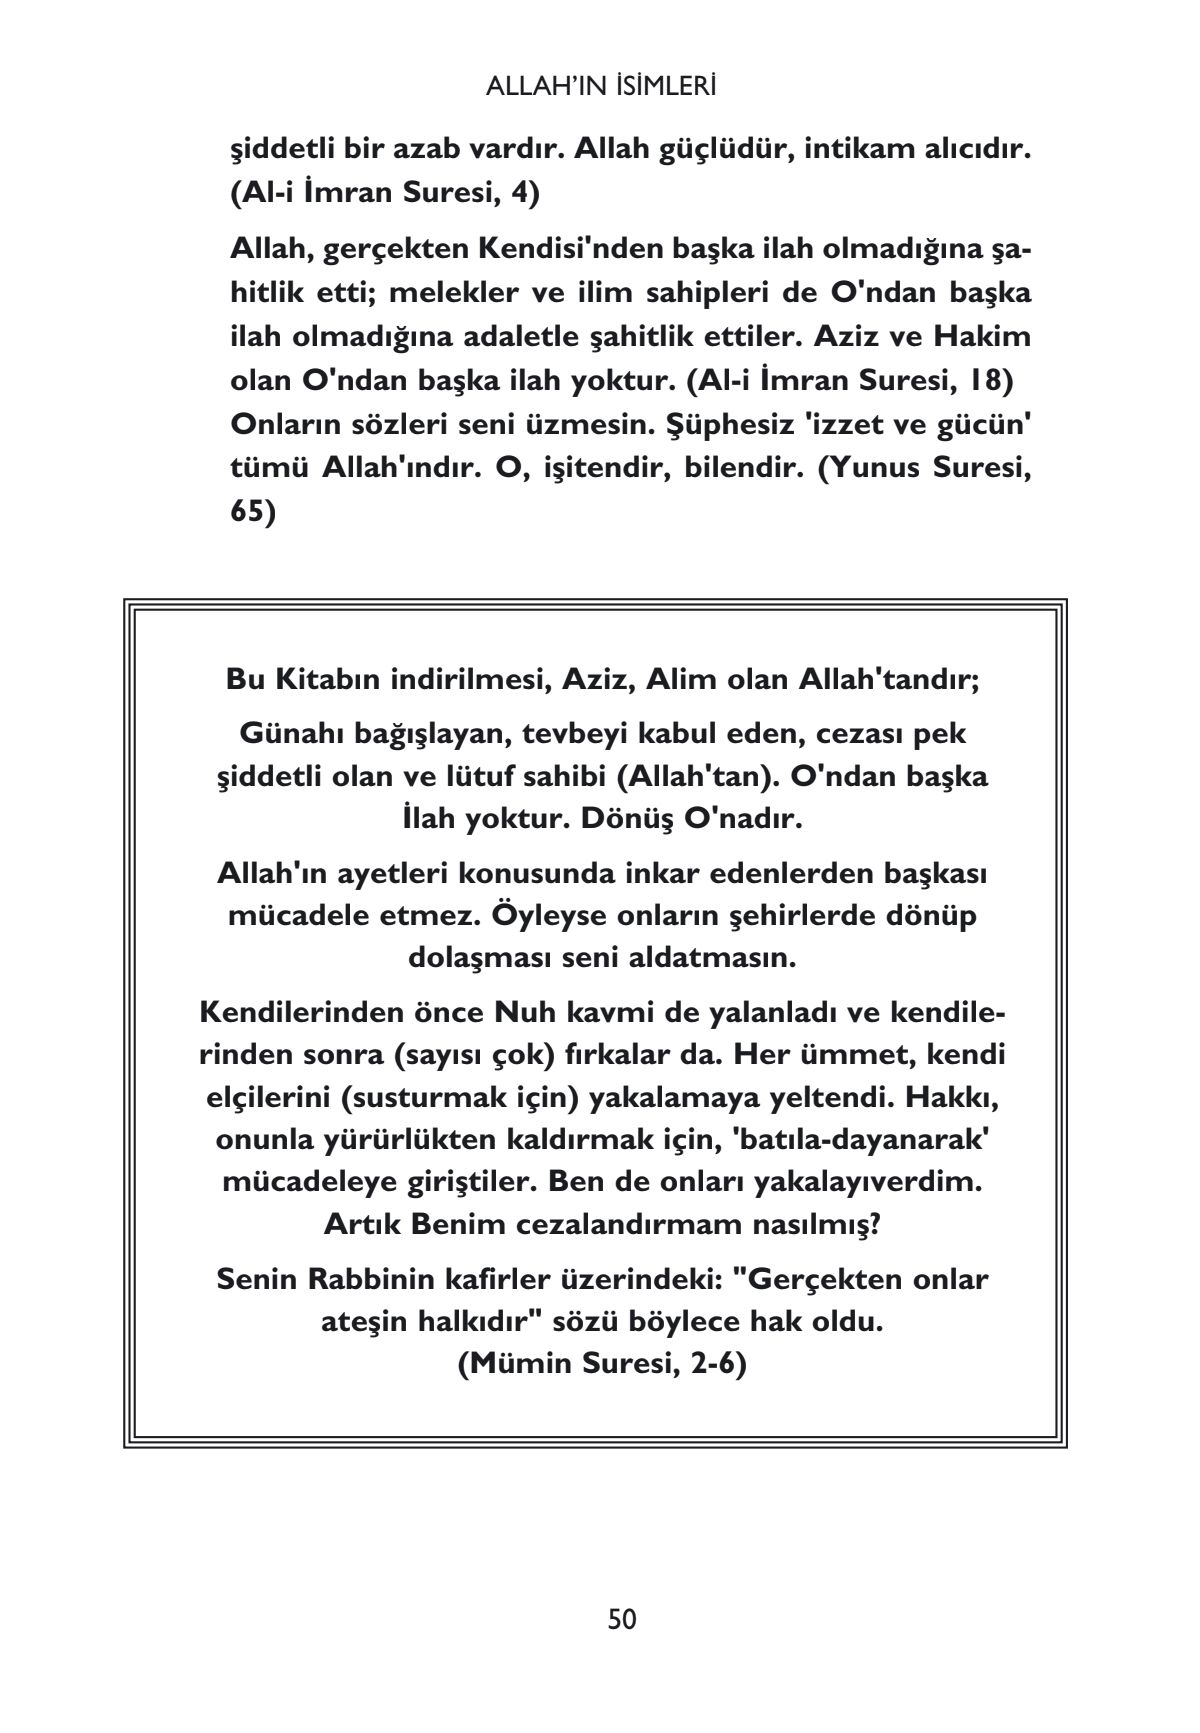 ALLAH’IN İSİMLERİ
şiddetli bir azab vardır. Allah güçlüdür, intikam alıcıdır.
(Al-i İmran Suresi, 4)
Allah, gerçekten Kendisi'nden başka ilah olmadığına şa-
hitlik etti; melekler ve ilim sahipleri de O'ndan başka
ilah olmadığına adaletle şahitlik ettiler. Aziz ve Hakim
olan O'ndan başka ilah yoktur. (Al-i İmran Suresi, 18)
Onların sözleri seni üzmesin. Şüphesiz 'izzet ve gücün'
tümü Allah'ındır. O, işitendir, bilendir. (Yunus Suresi,
65)
Bu Kitabın indirilmesi, Aziz, Alim olan Allah'tandır;
Günahı bağışlayan, tevbeyi kabul eden, cezası pek
şiddetli olan ve lütuf sahibi (Allah'tan). O'ndan başka
İlah yoktur. Dönüş O'nadır.
Allah'ın ayetleri konusunda inkar edenlerden başkası
mücadele etmez. Öyleyse onların şehirlerde dönüp
dolaşması seni aldatmasın.
Kendilerinden önce Nuh kavmi de yalanladı ve kendile-
rinden sonra (sayısı çok) fırkalar da. Her ümmet, kendi
elçilerini (susturmak için) yakalamaya yeltendi. Hakkı,
onunla yürürlükten kaldırmak için, 'batıla-dayanarak'
mücadeleye giriştiler. Ben de onları yakalayıverdim.
Artık Benim cezalandırmam nasılmış?
Senin Rabbinin kafirler üzerindeki: "Gerçekten onlar
ateşin halkıdır" sözü böylece hak oldu.
(Mümin Suresi, 2-6)
50